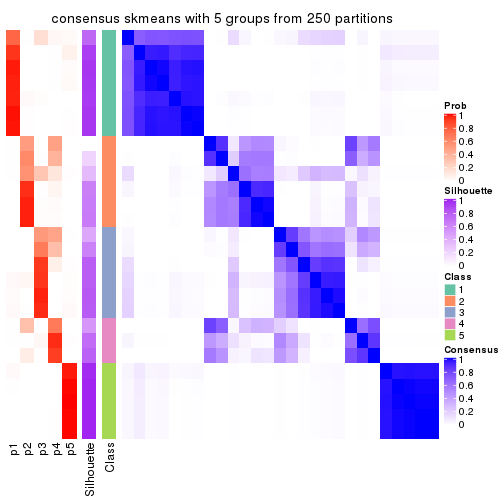 consensus skmeans with 5 groups from 250 partitions
Prob
1
0.8
0.6
0.4
0.2
0
Silhouette
1
0.8
0.6
0.4
0.2
0
Class
1
2
3
4
5
Consensus
1
0.8
0.6
0.4
0.2
0
p1
p2
p3
p4
p5
Silhouette
Class